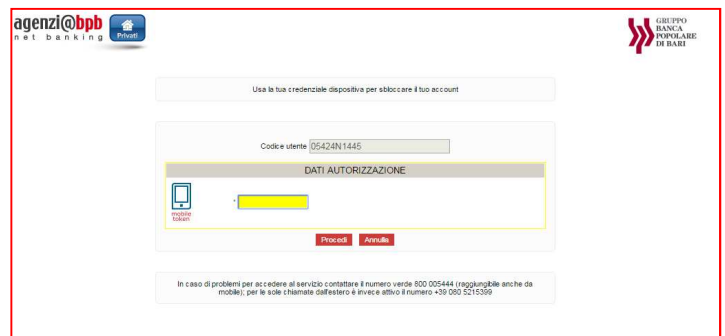 agenzi@bpb
net banking
Privati
GRUPPO
BANCA
POPOLARE
DI BARI
Usa la tua credenziale dispositiva per sbloccare il tuo account
Codice utente 05424N1445
DATI AUTORIZZAZIONE
mobile
token
*
Procedi Annulla
In caso di problemi per accedere al servizio contattare il numero verde 800 005444 (raggiungibile anche da
mobile); per le sole chiamate dall'estero è invece attivo il numero +39 080 5215399